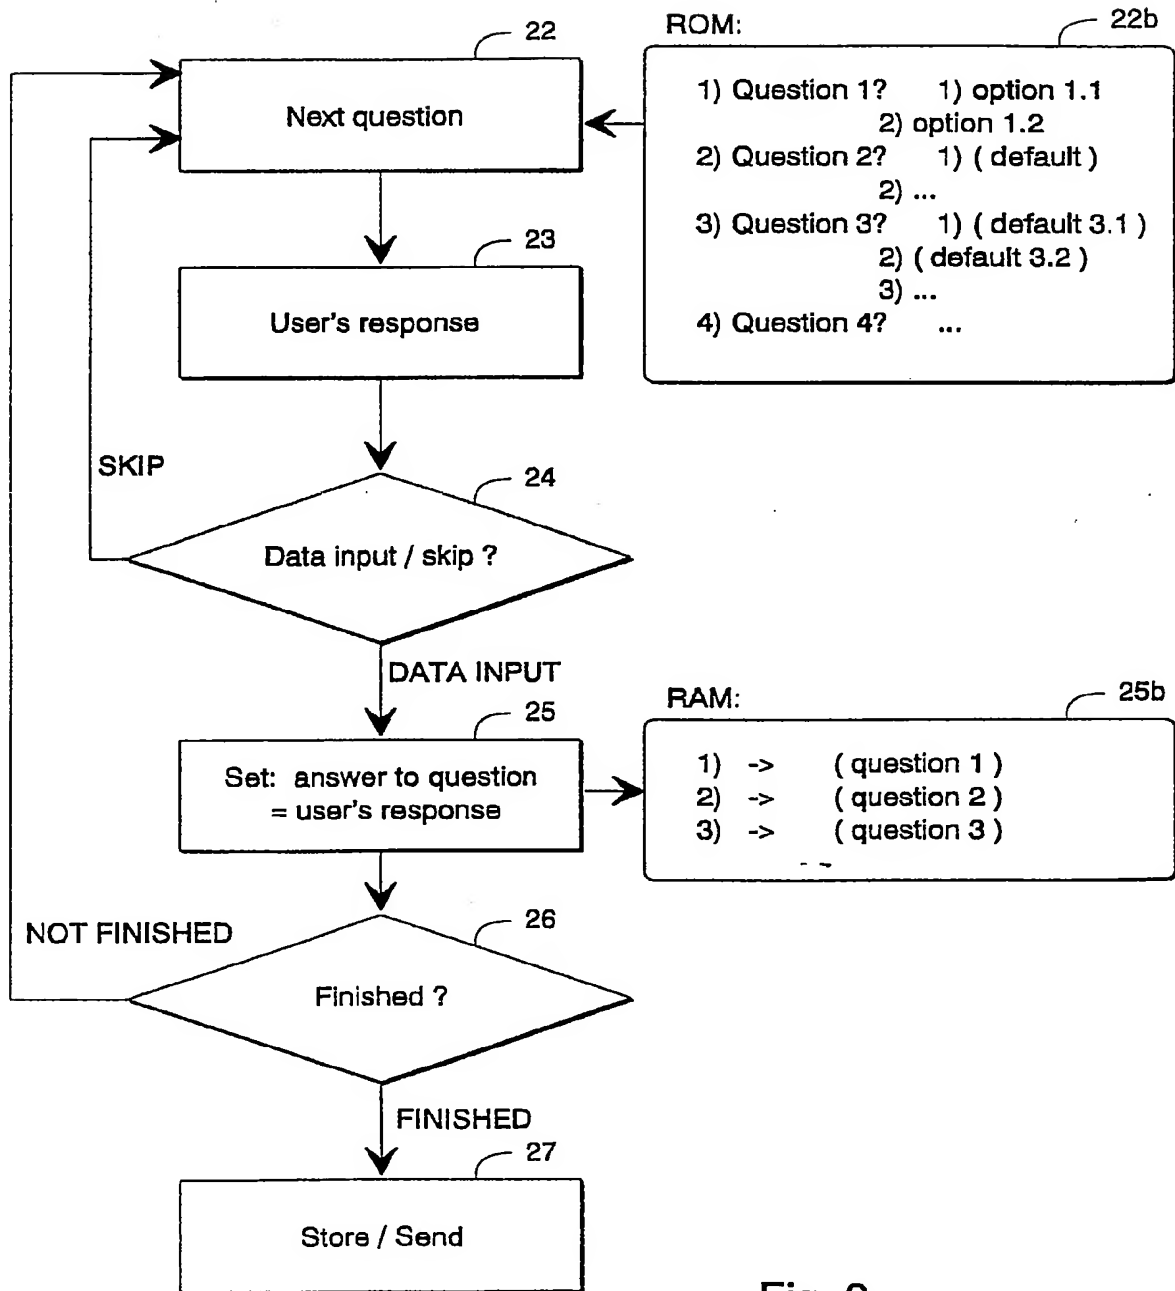 22
Next question
ROM:
22b
1) Question 1? 1) option 1.1
2) option 1.2
2) Question 2? 1) ( default )
2) ...
3) Question 3? 1) ( default 3.1 )
2) ( default 3.2 )
3) ...
4) Question 4? ...
23
User's response
SKIP
24
Data input / skip ?
DATA INPUT
25
Set: answer to question
= user's response
RAM:
25b
1) -> ( question 1 )
2) -> ( question 2 )
3) -> ( question 3 )
NOT FINISHED
26
Finished ?
FINISHED
27
Store / Send